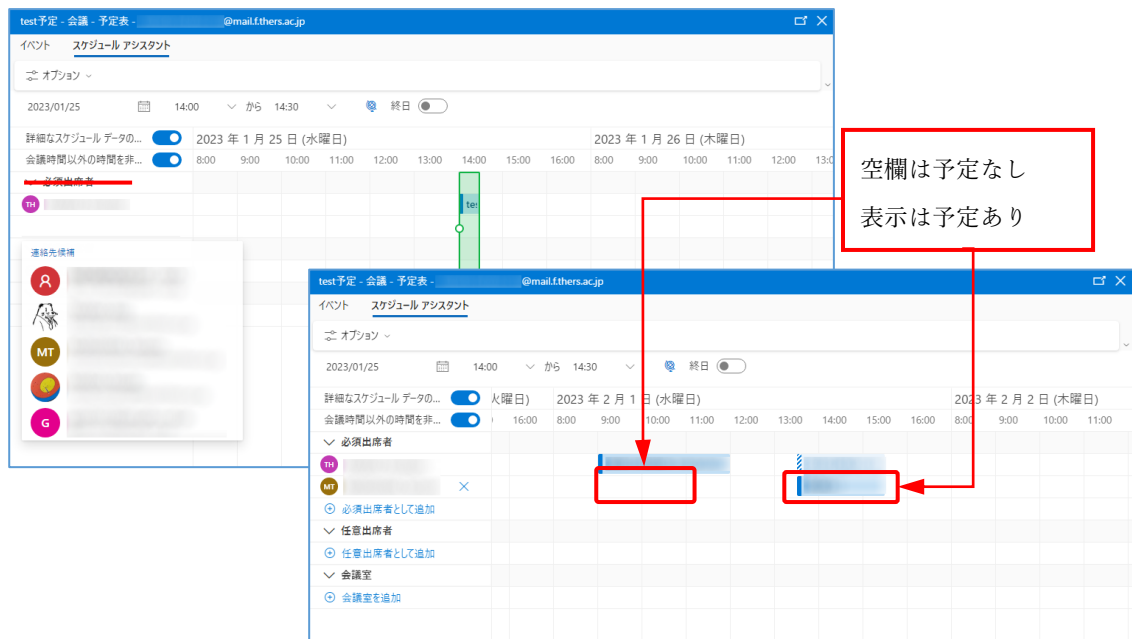 test予定 - 会議 - 予定表 - @mail.f.thers.ac.jp
イベント スケジュール アシスタント
オプション
2023/01/25 14:00 から 14:30 終日
詳細なスケジュール データの... 2023 年 1 月 25 日 (水曜日) 2023 年 1 月 26 日 (木曜日)
会議時間以外の時間を非... 8:00 9:00 10:00 11:00 12:00 13:00 14:00 15:00 16:00 8:00 9:00 10:00 11:00 12:00 13:0
必須出席者
TH tes
連絡先候補
MT
G
空欄は予定なし
表示は予定あり
test予定 - 会議 - 予定表 - @mail.f.thers.ac.jp
イベント スケジュール アシスタント
オプション
2023/01/25 14:00 から 14:30 終日
詳細なスケジュール データの... 火曜日) 2023 年 2 月 1 日 (水曜日) 2023 年 2 月 2 日 (木曜日)
会議時間以外の時間を非... 16:00 8:00 9:00 10:00 11:00 12:00 13:00 14:00 15:00 16:00 8:00 9:00 10:00 11:00
必須出席者
TH
MT
必須出席者として追加
任意出席者
任意出席者として追加
会議室
会議室を追加